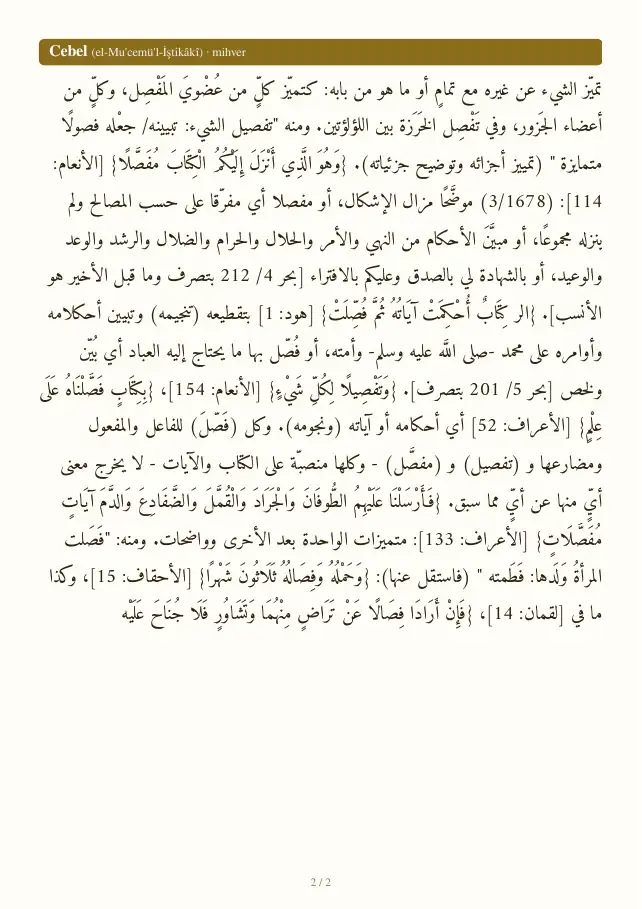 Cebel (el-Mu'cemü'l-İştikâkî) · mihver
تميّز الشيء عن غيره مع تمامٍ أو ما هو من بابه: كتميّز كلٍّ من عُضْويَ المَفْصِل، وكلٍّ من
أعضاء الجَزور، وفي تَفْصِل الخَرَزة بين اللؤلؤتين. ومنه "تفصيل الشيء: تبيينه/ جعْله فصولًا
متمايزة " (تمييز أجزائه وتوضيح جزئياته). {وَهُوَ الَّذِي أَنْزَلَ إِلَيْكُمُ الْكِتَابَ مُفَصَّلًا} [الأنعام:
114]: (3/1678) موضَّحًا مزال الإشكال، أو مفصلا أي مفرّقا على حسب المصالح ولم
ينزله مجموعًا، أو مبيَّنَ الأحكام من النهي والأمر والحلال والحرام والضلال والرشد والوعد
والوعيد، أو بالشهادة لي بالصدق وعليكم بالافتراء [بحر 4/ 212 بتصرف وما قبل الأخير هو
الأنسب]. {الر كِتَابٌ أُحْكِمَتْ آيَاتُهُ ثُمَّ فُصِّلَتْ} [هود: 1] بتقطيعه (تنجيمه) وتبيين أحكلامه
وأوامره على محمد -صلى الله عليه وسلم- وأمته، أو فُصِّل بها ما يحتاج إليه العباد أي بُيّن
ولخص [بحر 5/ 201 بتصرف]. {وَتَفْصِيلًا لِكُلِّ شَيْءٍ} [الأنعام: 154]، {بِكِتَابٍ فَصَّلْنَاهُ عَلَى
عِلْمٍ} [الأعراف: 52] أي أحكامه أو آياته (ونجومه). وكل (فَصّلَ) للفاعل والمفعول
ومضارعها و (تفصيل) و (مفصَّل) - وكلها منصبّة على الكتاب والآيات - لا يخرج معنى
أيٍّ منها عن أيٍّ مما سبق. {فَأَرْسَلْنَا عَلَيْهِمُ الطُّوفَانَ وَالْجَرَادَ وَالْقُمَّلَ وَالضَّفَادِعَ وَالدَّمَ آيَاتٍ
مُفَصَّلَاتٍ} [الأعراف: 133]: متميزات الواحدة بعد الأخرى وواضحات. ومنه: "فَصَلت
المرأةُ وَلَدها: فَطَمته " (فاستقل عنها): {وَحَمْلُهُ وَفِصَالُهُ ثَلَاثُونَ شَهْرًا} [الأحقاف: 15]، وكذا
ما في [لقمان: 14]، {فَإِنْ أَرَادَا فِصَالًا عَنْ تَرَاضٍ مِنْهُمَا وَتَشَاوُرٍ فَلَا جُنَاحَ عَلَيْه
2 / 2